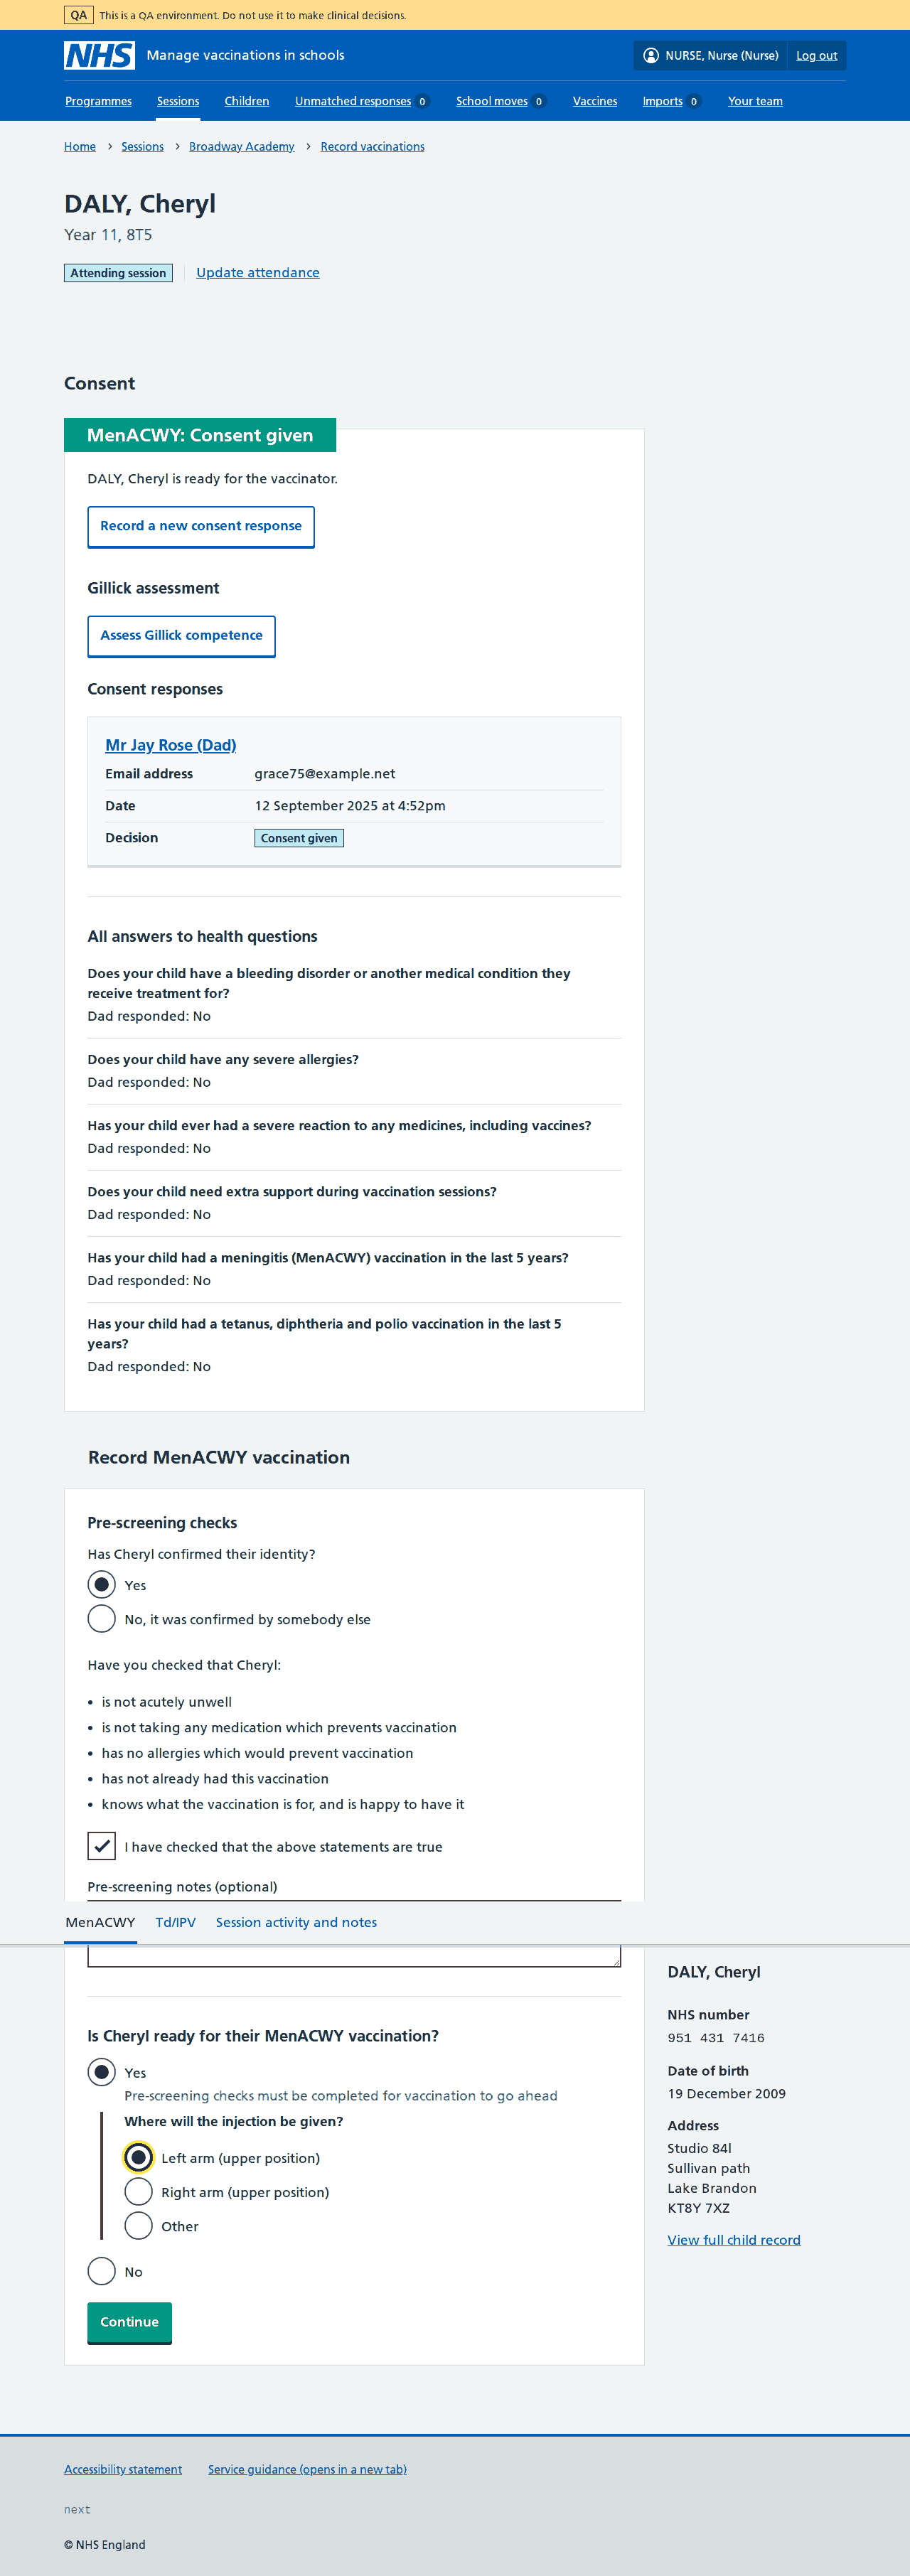 QA This is a QA environment. Do not use it to make clinical decisions.
NHS Manage vaccinations in schools NURSE, Nurse (Nurse) Log out
Programmes Sessions Children Unmatched responses 0 School moves 0 Vaccines Imports 0 Your team
Home Sessions Broadway Academy Record vaccinations
DALY, Cheryl
Year 11, 8T5
Attending session Update attendance
Consent
MenACWY: Consent given
DALY, Cheryl is ready for the vaccinator.
Record a new consent response
Gillick assessment
Assess Gillick competence
Consent responses
Mr Jay Rose (Dad)
Email address grace75@example.net
Date 12 September 2025 at 4:52pm
Decision Consent given
All answers to health questions
Does your child have a bleeding disorder or another medical condition they
receive treatment for?
Dad responded: No
Does your child have any severe allergies?
Dad responded: No
Has your child ever had a severe reaction to any medicines, including vaccines?
Dad responded: No
Does your child need extra support during vaccination sessions?
Dad responded: No
Has your child had a meningitis (MenACWY) vaccination in the last 5 years?
Dad responded: No
Has your child had a tetanus, diphtheria and polio vaccination in the last 5
years?
Dad responded: No
Record MenACWY vaccination
Pre-screening checks
Has Cheryl confirmed their identity?
Yes
No, it was confirmed by somebody else
Have you checked that Cheryl:
• is not acutely unwell
• is not taking any medication which prevents vaccination
• has no allergies which would prevent vaccination
• has not already had this vaccination
• knows what the vaccination is for, and is happy to have it
I have checked that the above statements are true
Pre-screening notes (optional)
MenACWY Td/IPV Session activity and notes
Is Cheryl ready for their MenACWY vaccination?
Yes
Pre-screening checks must be completed for vaccination to go ahead
Where will the injection be given?
Left arm (upper position)
Right arm (upper position)
Other
No
Continue
DALY, Cheryl
NHS number
951 431 7416
Date of birth
19 December 2009
Address
Studio 84l
Sullivan path
Lake Brandon
KT8Y 7XZ
View full child record
Accessibility statement Service guidance (opens in a new tab)
next
© NHS England